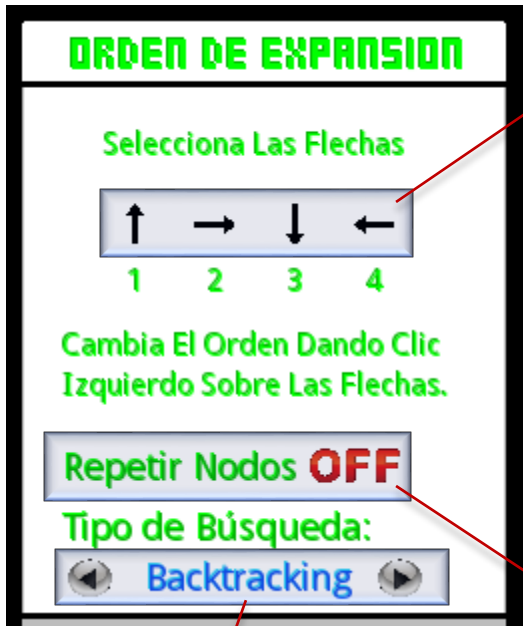 ORDEN DE EXPANSION
Selecciona Las Flechas
↑ → ↓ ←
1 2 3 4
Cambia El Orden Dando Clic
Izquierdo Sobre Las Flechas.
Repetir Nodos OFF
Tipo de Búsqueda:
Backtracking